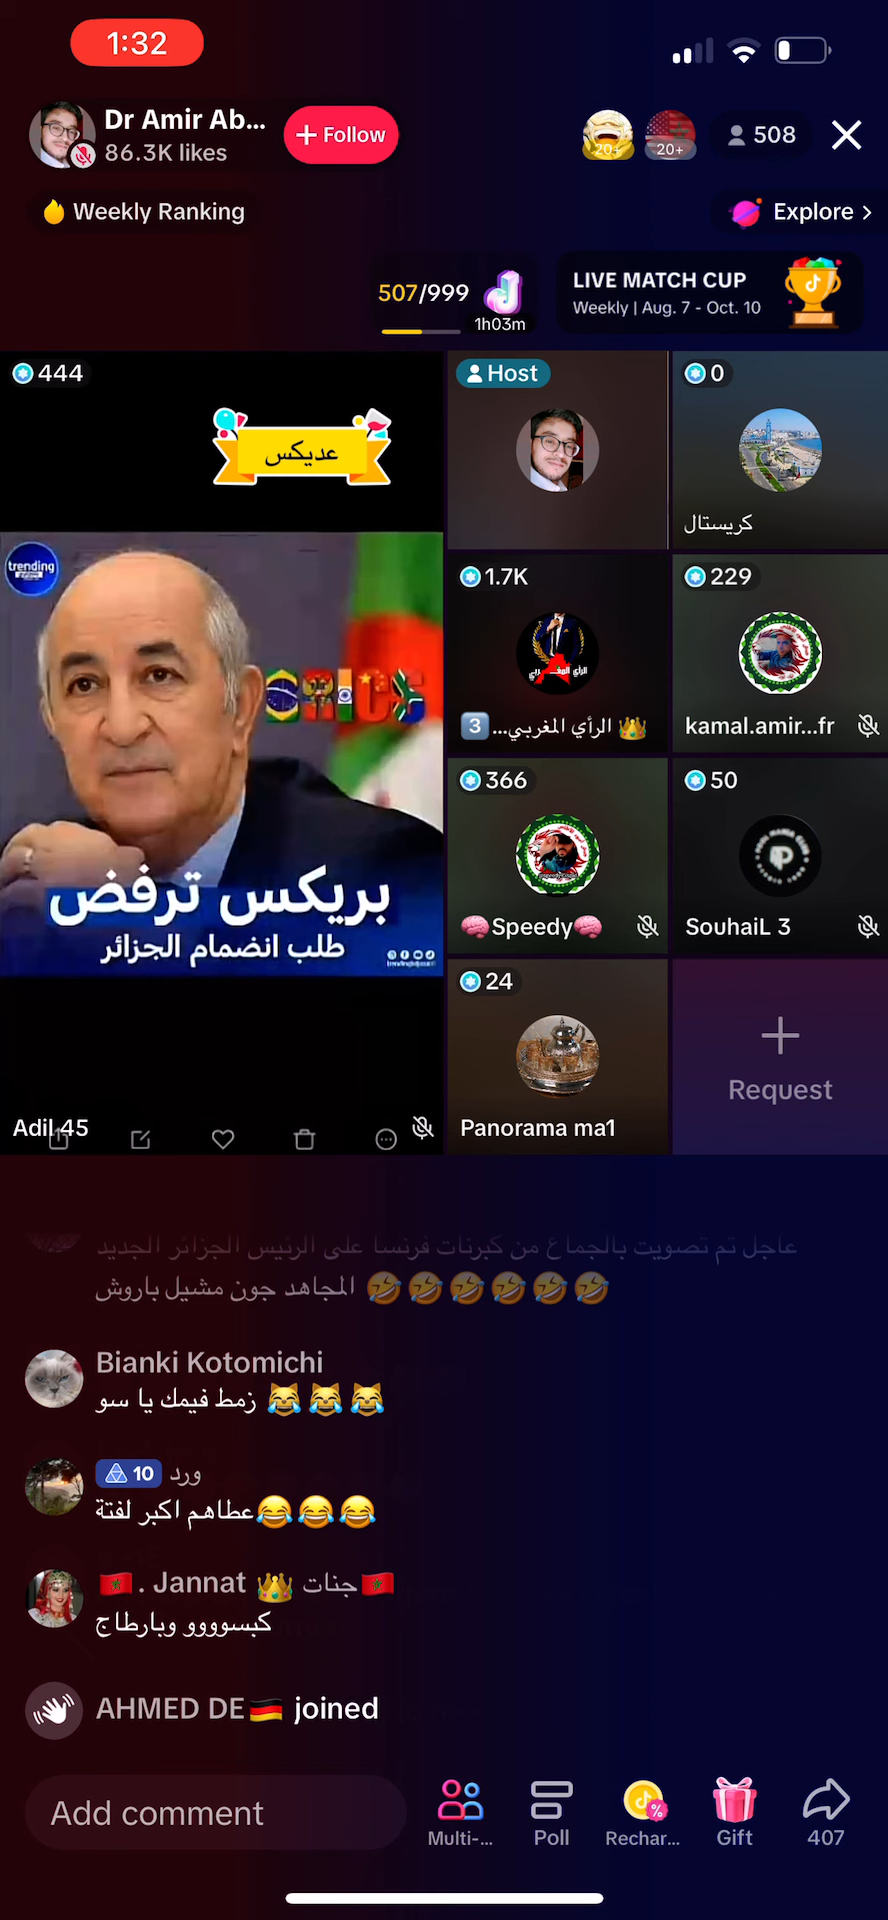 1:32
Dr Amir Ab...
86.3K likes
+ Follow
20+
20+
508
Weekly Ranking
Explore >
507/999
1h03m
LIVE MATCH CUP
Weekly | Aug. 7 - Oct. 10
444
عديكس
trending
BRICS
بريكس ترفض
طلب انضمام الجزائر
Adil 45
Host
0
كريستال
1.7K
3 الرأي المغربي...
229
kamal.amir...fr
366
Speedy
50
SouhaiL 3
24
Panorama ma1
Request
عاجل تم تصويت بالجماع من كبرنات فرنسا على الرئيس الجزائر الجديد
المجاهد جون مشيل باروش 🤣🤣🤣🤣🤣🤣
Bianki Kotomichi
زمط فيمك يا سو 😹😹😹
10 ورد
عطاهم اكبر لفتة😂😂😂
🇲🇦. Jannat 👑 جنات🇲🇦
كبسوووو وبارطاج
AHMED DE🇩🇪 joined
Add comment
Multi-...
Poll
Rechar...
Gift
407